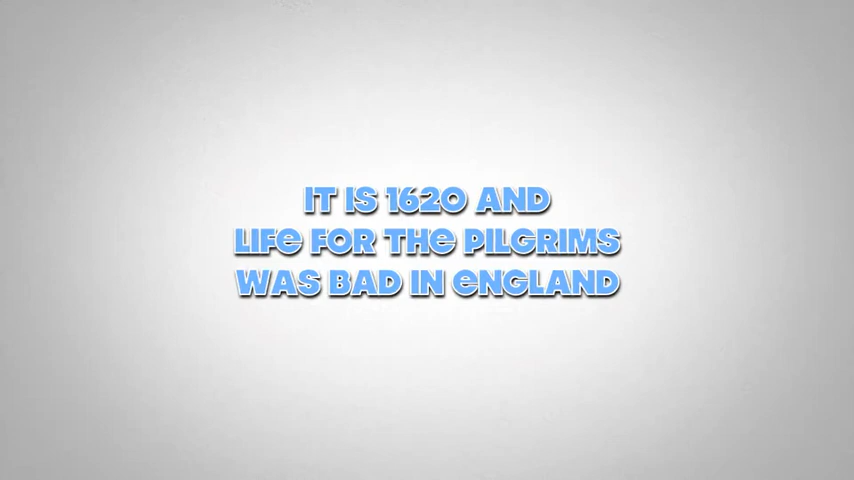 IT IS 1620 AND
LIFE FOR THE PILGRIMS
WAS BAD IN ENGLAND